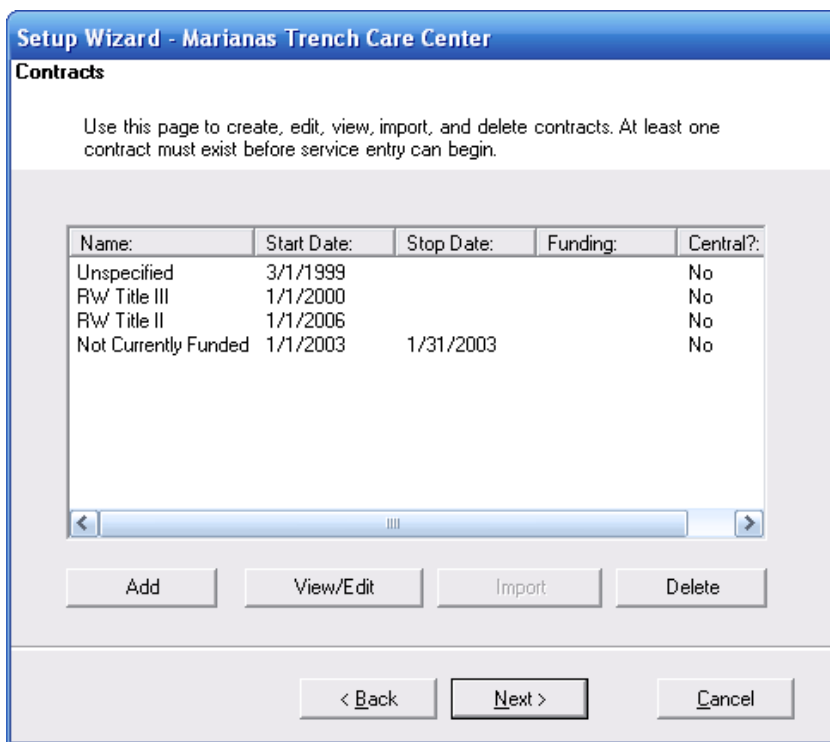 Setup Wizard - Marianas Trench Care Center
Contracts
Use this page to create, edit, view, import, and delete contracts. At least one
contract must exist before service entry can begin.
Name: Start Date: Stop Date: Funding: Central?:
Unspecified 3/1/1999 No
RW Title III 1/1/2000 No
RW Title II 1/1/2006 No
Not Currently Funded 1/1/2003 1/31/2003 No
Add View/Edit Import Delete
< Back Next > Cancel